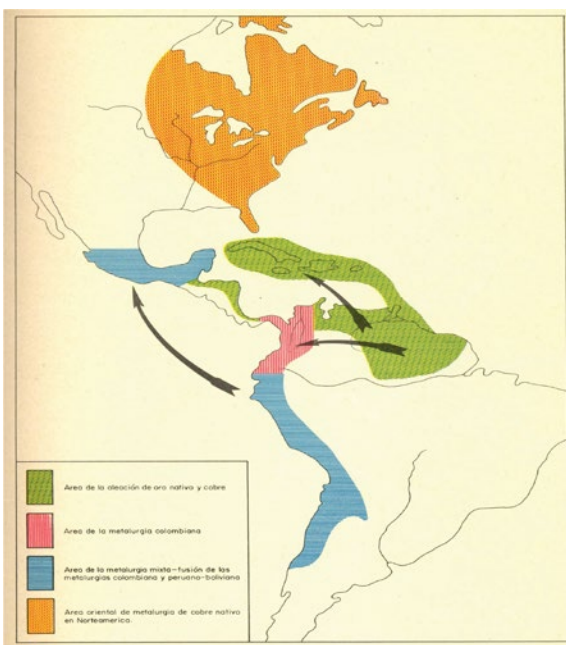 Area de la aleación de oro nativo y cobre
Area de la metalurgia colombiana
Area de la metalurgia mixta-fusión de las
metalurgias colombiana y peruano-boliviana
Area oriental de metalurgia de cobre nativo
en Norteamerica.